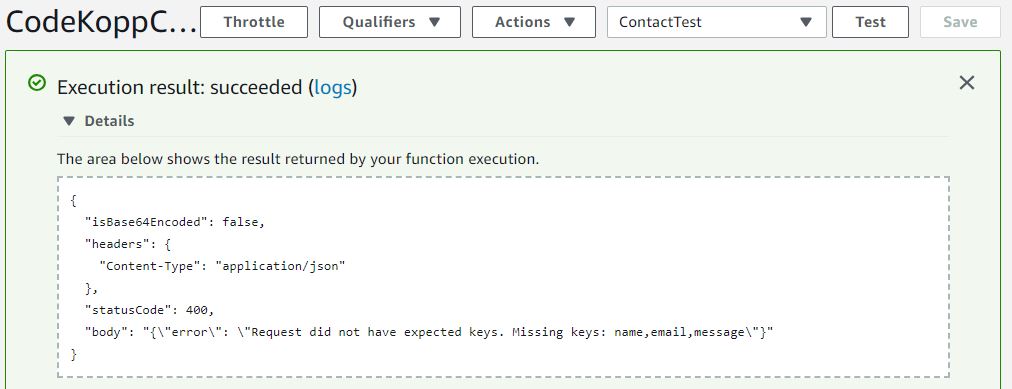 CodeKoppC... Throttle Qualifiers Actions ContactTest Test Save
Execution result: succeeded (logs)
Details
The area below shows the result returned by your function execution.
{
  "isBase64Encoded": false,
  "headers": {
    "Content-Type": "application/json"
  },
  "statusCode": 400,
  "body": "{\"error\": \"Request did not have expected keys. Missing keys: name,email,message\"}"
}